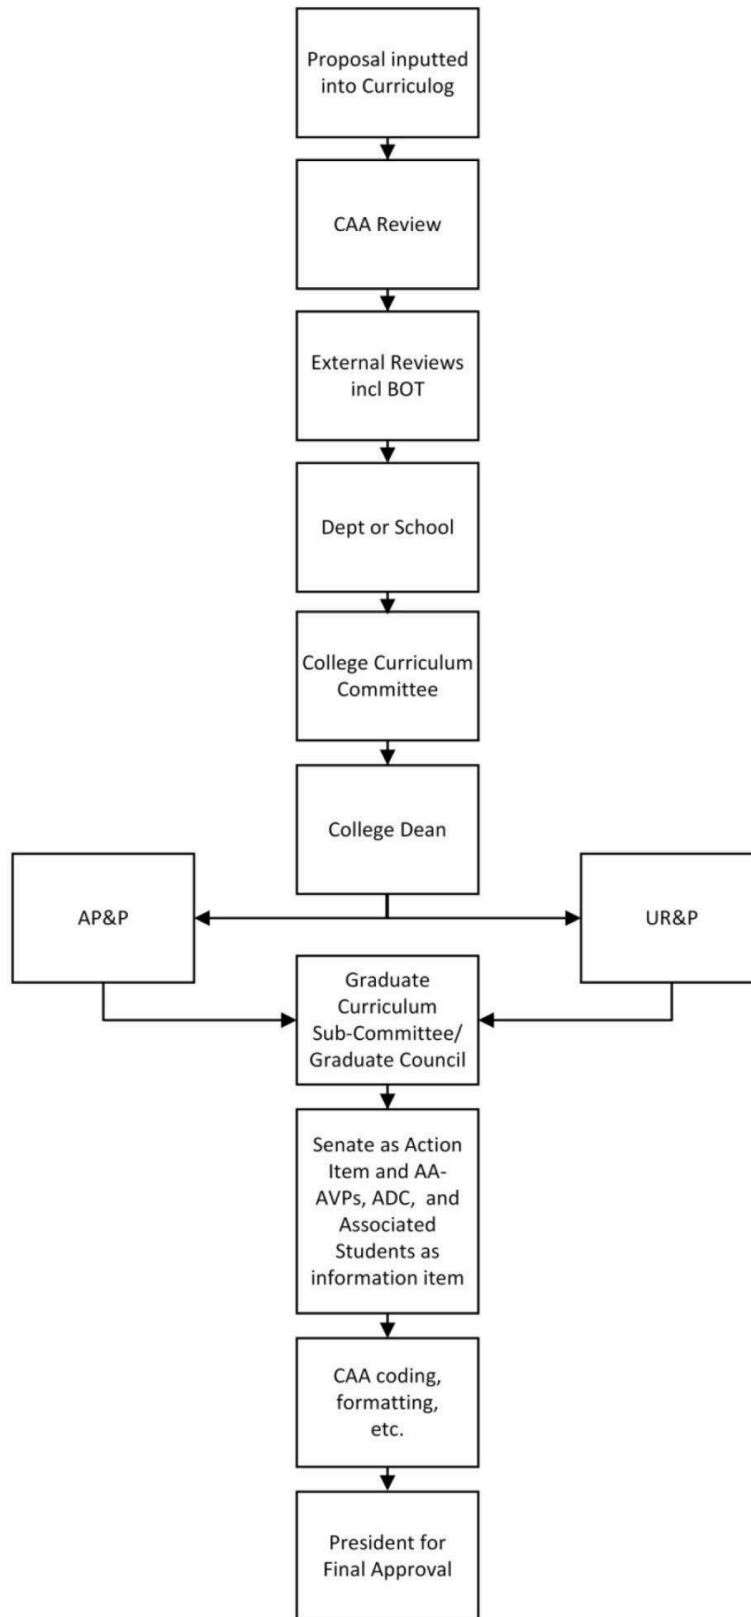 Proposal inputted
into Curriculog
CAA Review
External Reviews
incl BOT
Dept or School
College Curriculum
Committee
College Dean
AP&P
UR&P
Graduate
Curriculum
Sub-Committee/
Graduate Council
Senate as Action
Item and AA-
AVPs, ADC, and
Associated
Students as
information item
CAA coding,
formatting,
etc.
President for
Final Approval